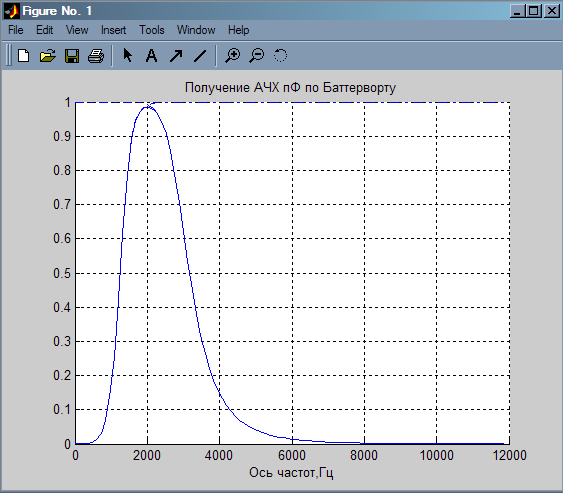 Figure No. 1
File Edit View Insert Tools Window Help
A
Получение АЧХ пФ по Баттерворту
1
0.9
0.8
0.7
0.6
0.5
0.4
0.3
0.2
0.1
0
0 2000 4000 6000 8000 10000 12000
Ось частот,Гц